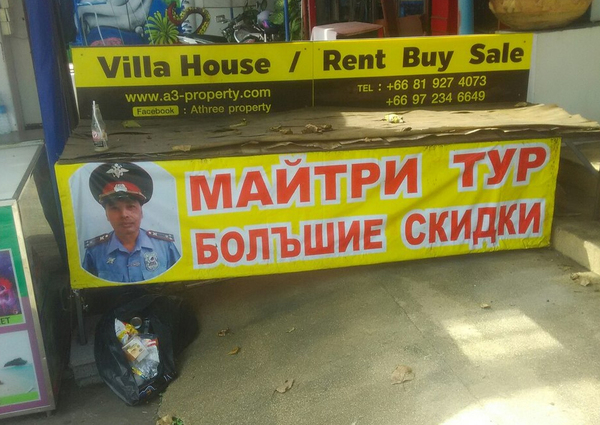 Villa House / Rent Buy Sale
www.a3-property.com
Facebook : Athree property
TEL : +66 81 927 4073
+66 97 234 6649
МАЙТРИ ТУР
БОЛЪШИЕ СКИДКИ